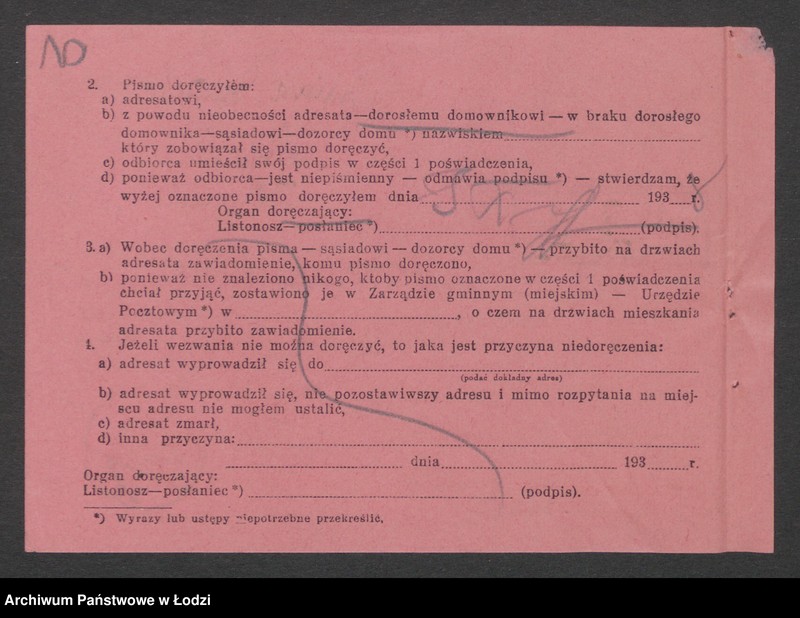 2. Pismo doręczyłem:
a) adresatowi,
b) z powodu nieobecności adresata—dorosłemu domownikowi — w braku dorosłego
domownika—sąsiadowi—dozorcy domu *) nazwiskiem
który zobowiązał się pismo doręczyć,
c) odbiorca umieścił swój podpis w części 1 poświadczenia,
d) ponieważ odbiorca—jest niepiśmienny — odmawia podpisu *) — stwierdzam, że
wyżej oznaczone pismo doręczyłem dnia 193 8 r.
Organ doręczający:
Listonosz—posłaniec *) (podpis).
3. a) Wobec doręczenia pisma — sąsiadowi — dozorcy domu *) — przybito na drzwiach
adresata zawiadomienie, komu pismo doręczono,
b) ponieważ nie znaleziono nikogo, ktoby pismo oznaczone w części 1 poświadczenia
chciał przyjąć, zostawiono je w Zarządzie gminnym (miejskim) — Urzędzie
Pocztowym *) w , o czem na drzwiach mieszkania
adresata przybito zawiadomienie.
4. Jeżeli wezwania nie można doręczyć, to jaka jest przyczyna niedoręczenia:
a) adresat wyprowadził się do
(podać dokładny adres)
b) adresat wyprowadził się, nie pozostawiwszy adresu i mimo rozpytania na miej-
scu adresu nie mogłem ustalić,
c) adresat zmarł,
d) inna przyczyna:
dnia 193 r.
Organ doręczający:
Listonosz—posłaniec *) (podpis).
*) Wyrazy lub ustępy niepotrzebne przekreślić.
Archiwum Państwowe w Łodzi